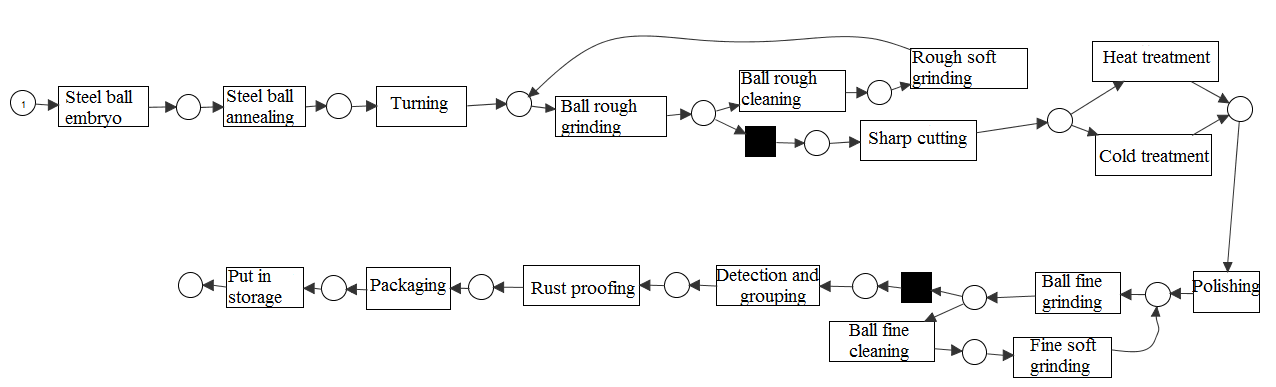 1
Steel ball
embryo
Steel ball
annealing
Turning
Ball rough
grinding
Ball rough
cleaning
Rough soft
grinding
Sharp cutting
Heat treatment
Cold treatment
Polishing
Ball fine
grinding
Ball fine
cleaning
Fine soft
grinding
Detection and
grouping
Rust proofing
Packaging
Put in
storage